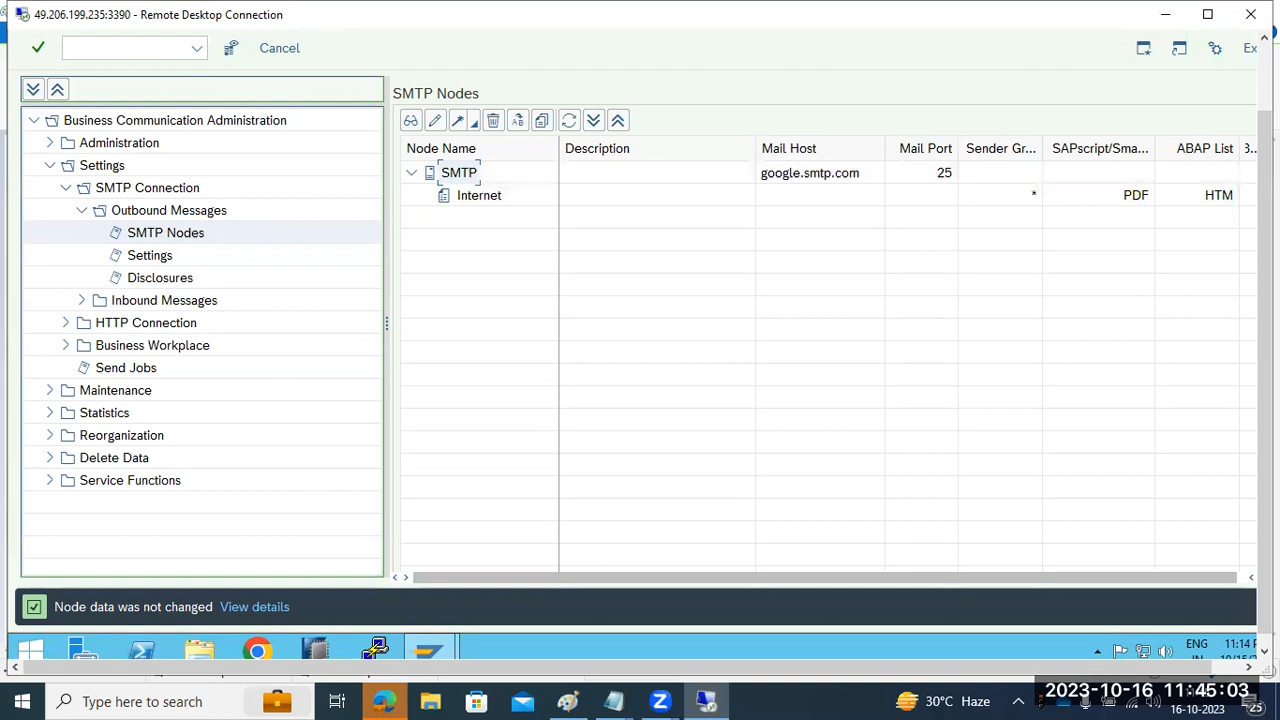 49.206.199.235:3390 - Remote Desktop Connection
Cancel
Ex
SMTP Nodes
Business Communication Administration
Administration
Settings
SMTP Connection
Outbound Messages
SMTP Nodes
Settings
Disclosures
Inbound Messages
HTTP Connection
Business Workplace
Send Jobs
Maintenance
Statistics
Reorganization
Delete Data
Service Functions
Node Name Description Mail Host Mail Port Sender Gr... SAPscript/Sma... ABAP List
SMTP google.smtp.com 25
Internet * PDF HTM
Node data was not changed View details
ENG 11:14 P
IN
Type here to search
30°C Haze
2023-10-16 11:45:03
16-10-2023
25